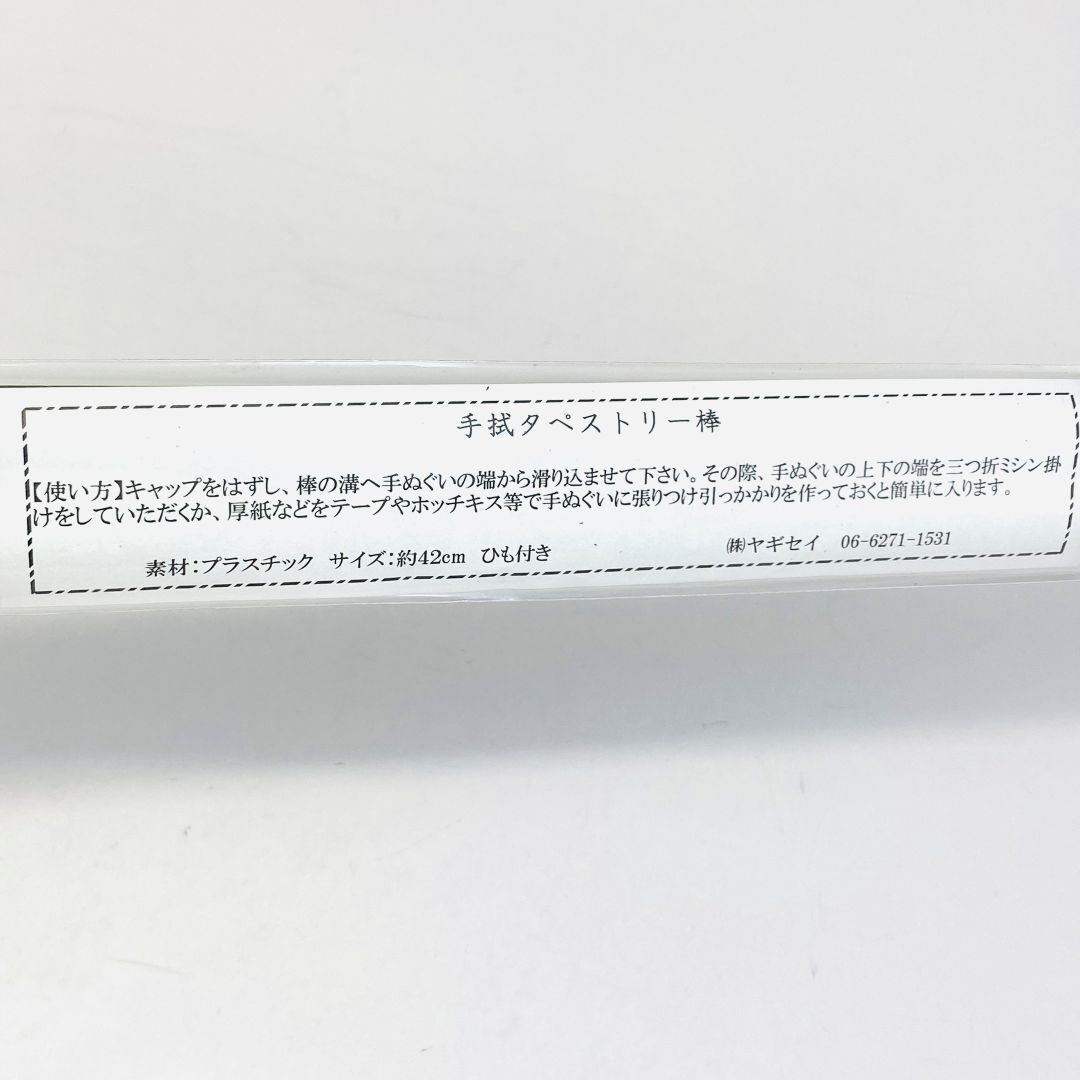 手拭タペストリー棒
【使い方】キャップをはずし、棒の溝へ手ぬぐいの端から滑り込ませて下さい。その際、手ぬぐいの上下の端を三つ折ミシン掛
けをしていただくか、厚紙などをテープやホッチキス等で手ぬぐいに張りつけ引っかかりを作っておくと簡単に入ります。
素材：プラスチック サイズ：約42cm ひも付き ㈱ヤギセイ 06-6271-1531